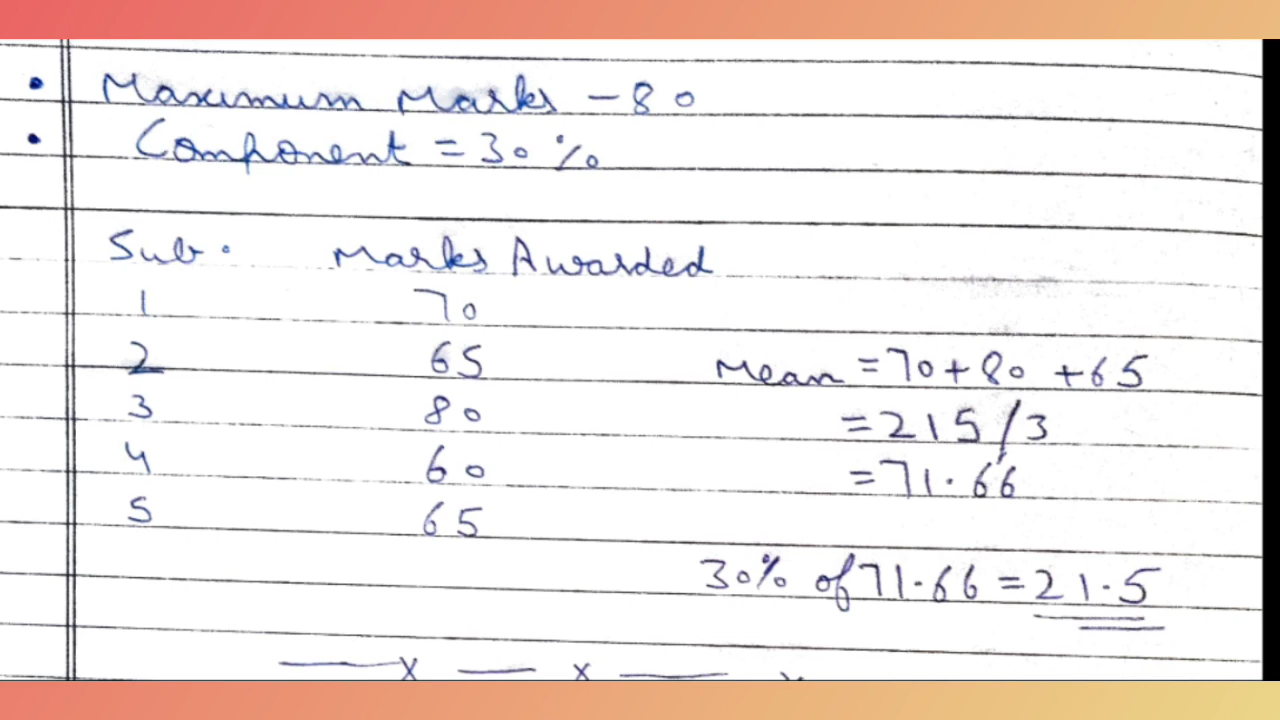 • Maximum Marks - 80
• Component = 30%
Sub. Marks Awarded
1 70
2 65
3 80
4 60
5 65
Mean = 70+80+65
= 215/3
= 71.66
30% of 71.66 = 21.5
x x